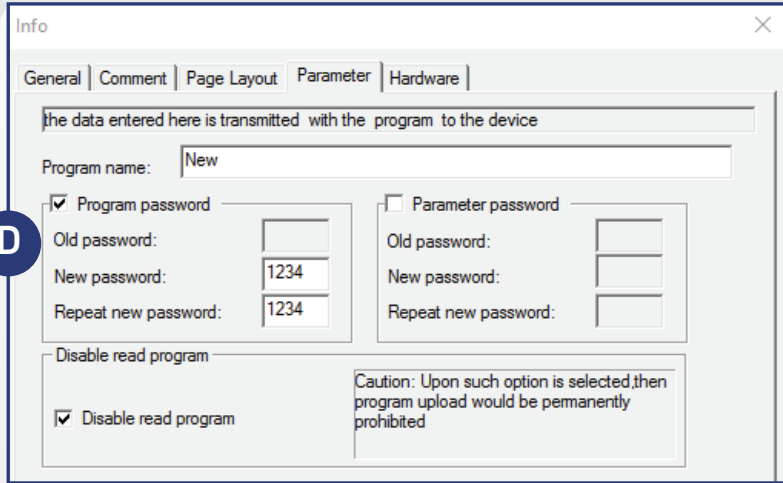 Info
General Comment Page Layout Parameter Hardware
the data entered here is transmitted with the program to the device
Program name: New
Program password
Old password:
New password: 1234
Repeat new password: 1234
Parameter password
Old password:
New password:
Repeat new password:
D
Disable read program
Disable read program
Caution: Upon such option is selected,then
program upload would be permanently
prohibited